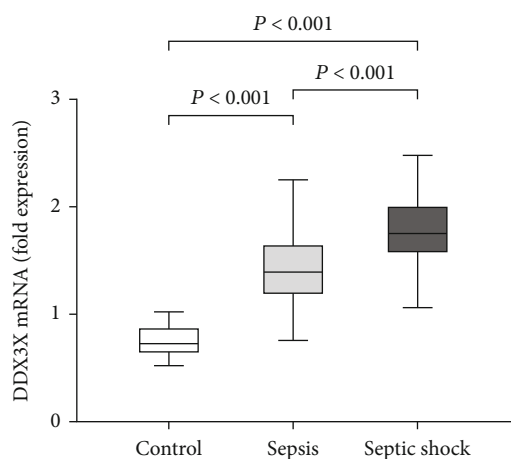 P < 0.001
P < 0.001
P < 0.001
DDX3X mRNA (fold expression)
3
2
1
0
Control
Sepsis
Septic shock